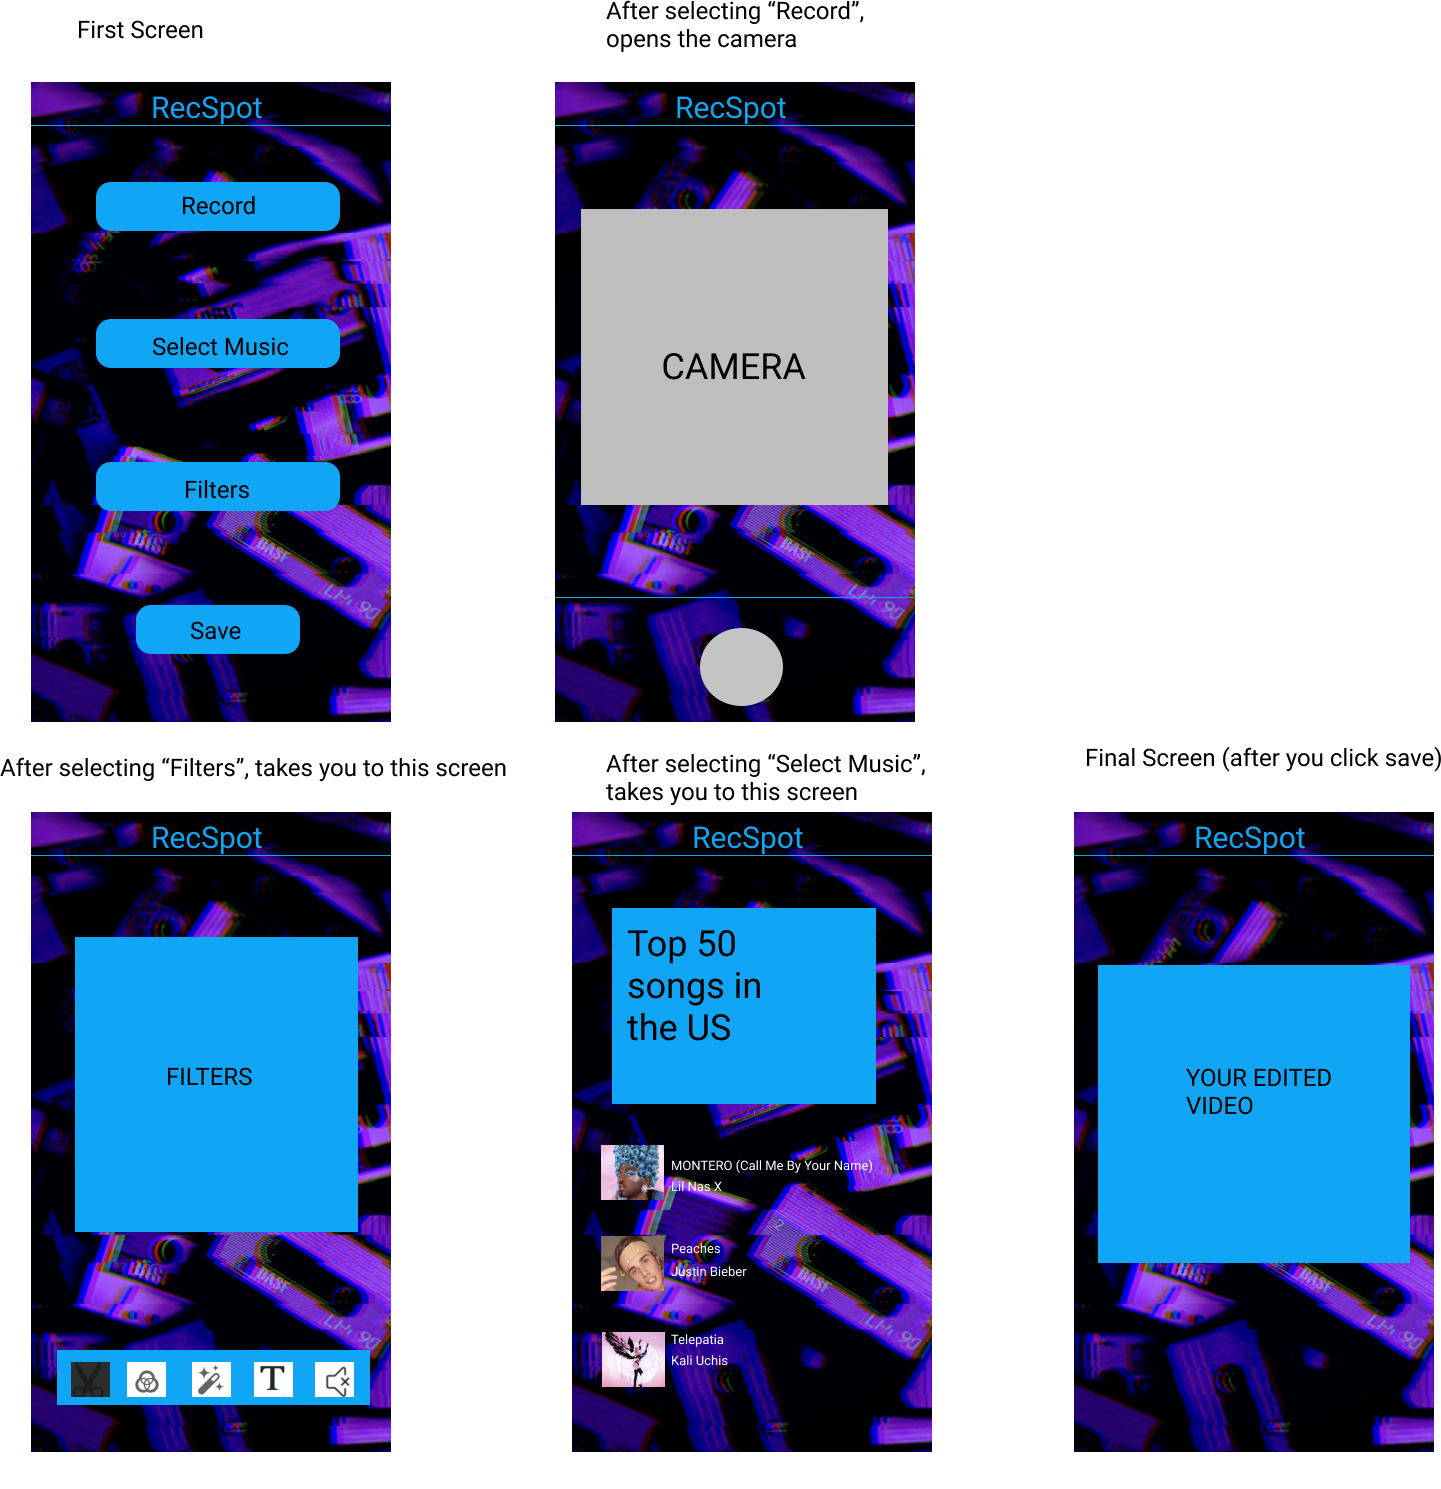 First Screen
After selecting “Record”,
opens the camera
RecSpot
Record
Select Music
Filters
Save
RecSpot
CAMERA
After selecting “Filters”, takes you to this screen
RecSpot
FILTERS
T
After selecting “Select Music”,
takes you to this screen
RecSpot
Top 50
songs in
the US
MONTERO (Call Me By Your Name)
Lil Nas X
Peaches
Justin Bieber
Telepatia
Kali Uchis
Final Screen (after you click save)
RecSpot
YOUR EDITED
VIDEO